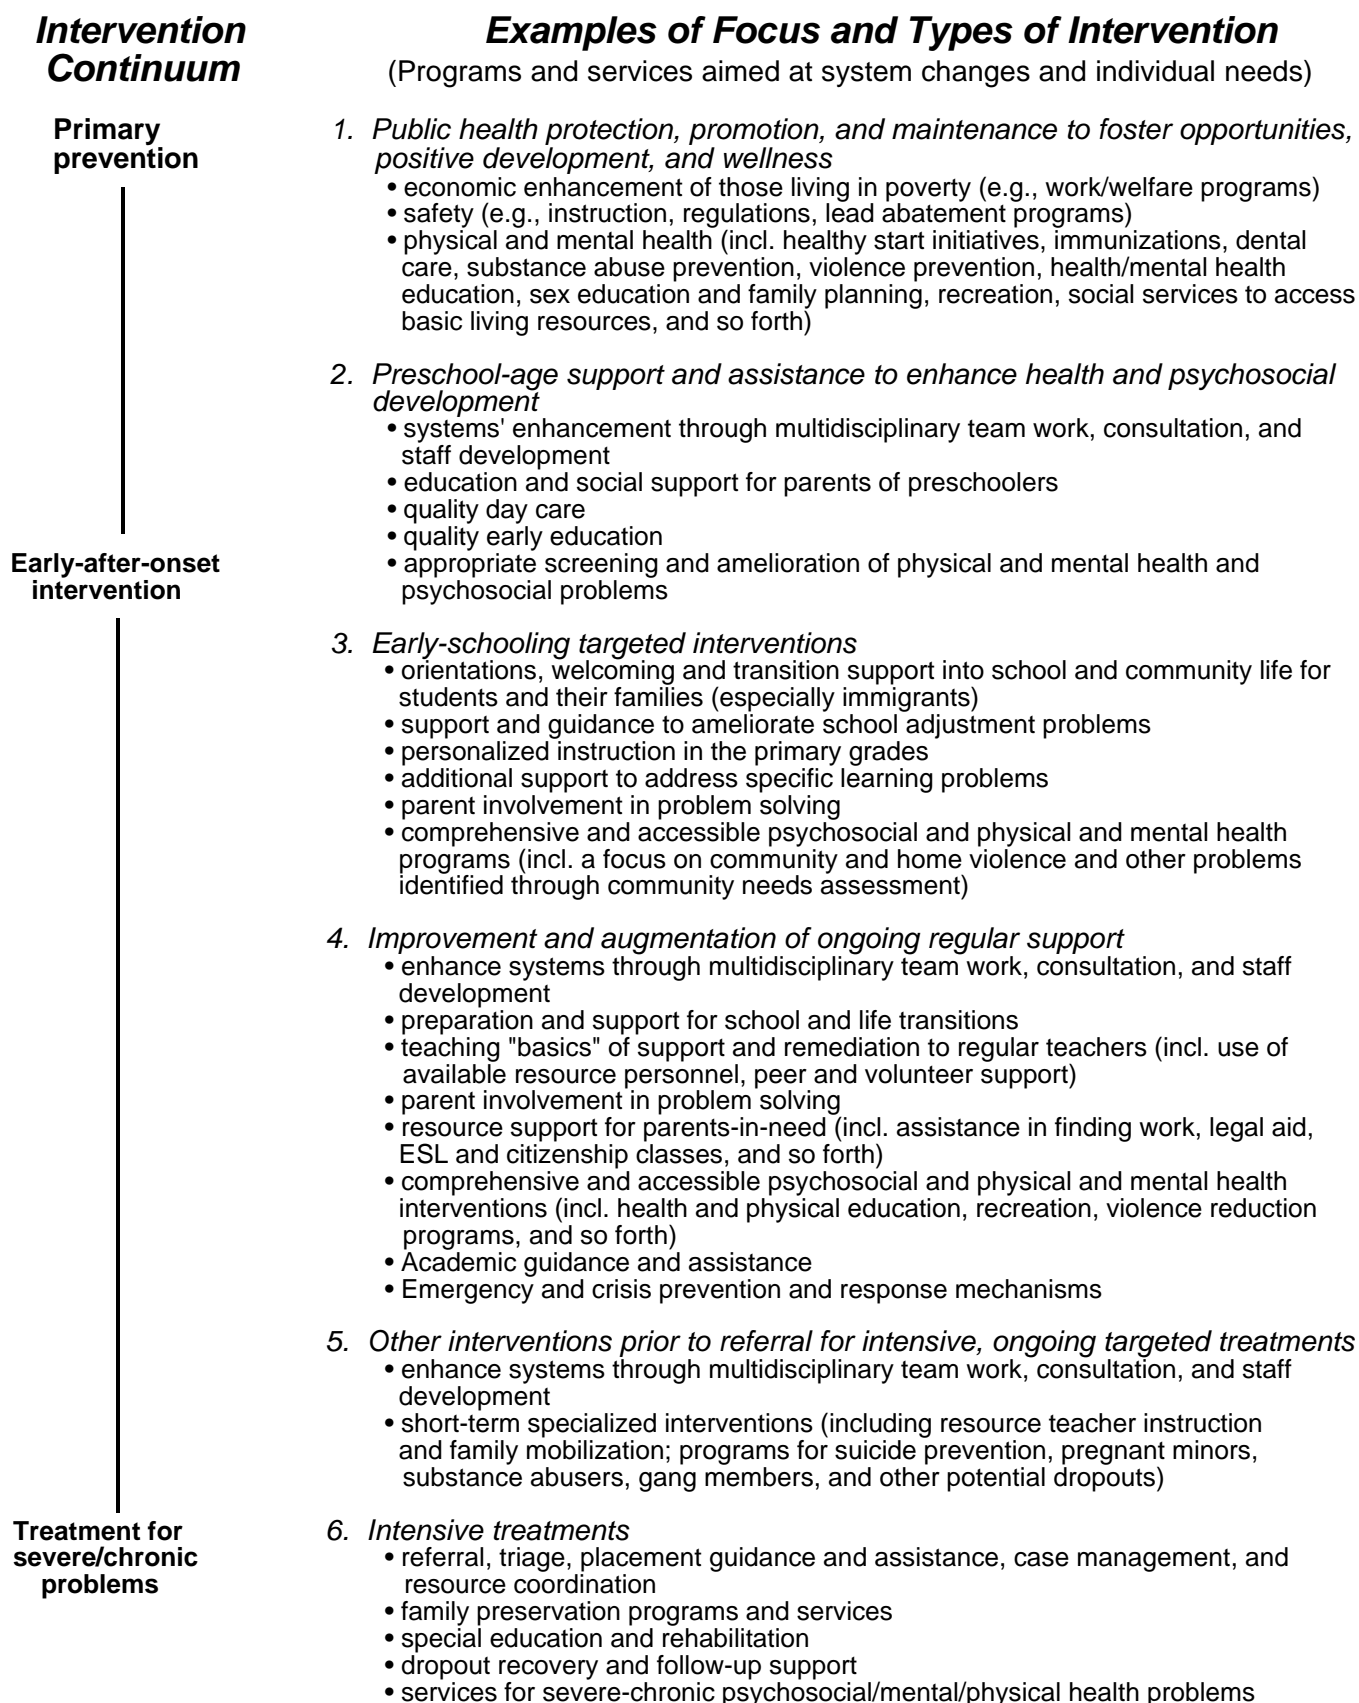 Intervention
Continuum
Examples of Focus and Types of Intervention
(Programs and services aimed at system changes and individual needs)
Primary
prevention
1. Public health protection, promotion, and maintenance to foster opportunities,
positive development, and wellness
• economic enhancement of those living in poverty (e.g., work/welfare programs)
• safety (e.g., instruction, regulations, lead abatement programs)
• physical and mental health (incl. healthy start initiatives, immunizations, dental
care, substance abuse prevention, violence prevention, health/mental health
education, sex education and family planning, recreation, social services to access
basic living resources, and so forth)
2. Preschool-age support and assistance to enhance health and psychosocial
development
• systems' enhancement through multidisciplinary team work, consultation, and
staff development
• education and social support for parents of preschoolers
• quality day care
• quality early education
Early-after-onset
intervention
• appropriate screening and amelioration of physical and mental health and
psychosocial problems
3. Early-schooling targeted interventions
• orientations, welcoming and transition support into school and community life for
students and their families (especially immigrants)
• support and guidance to ameliorate school adjustment problems
• personalized instruction in the primary grades
• additional support to address specific learning problems
• parent involvement in problem solving
• comprehensive and accessible psychosocial and physical and mental health
programs (incl. a focus on community and home violence and other problems
identified through community needs assessment)
4. Improvement and augmentation of ongoing regular support
• enhance systems through multidisciplinary team work, consultation, and staff
development
• preparation and support for school and life transitions
• teaching "basics" of support and remediation to regular teachers (incl. use of
available resource personnel, peer and volunteer support)
• parent involvement in problem solving
• resource support for parents-in-need (incl. assistance in finding work, legal aid,
ESL and citizenship classes, and so forth)
• comprehensive and accessible psychosocial and physical and mental health
interventions (incl. health and physical education, recreation, violence reduction
programs, and so forth)
• Academic guidance and assistance
• Emergency and crisis prevention and response mechanisms
5. Other interventions prior to referral for intensive, ongoing targeted treatments
• enhance systems through multidisciplinary team work, consultation, and staff
development
• short-term specialized interventions (including resource teacher instruction
and family mobilization; programs for suicide prevention, pregnant minors,
substance abusers, gang members, and other potential dropouts)
Treatment for
severe/chronic
problems
6. Intensive treatments
• referral, triage, placement guidance and assistance, case management, and
resource coordination
• family preservation programs and services
• special education and rehabilitation
• dropout recovery and follow-up support
• services for severe-chronic psychosocial/mental/physical health problems